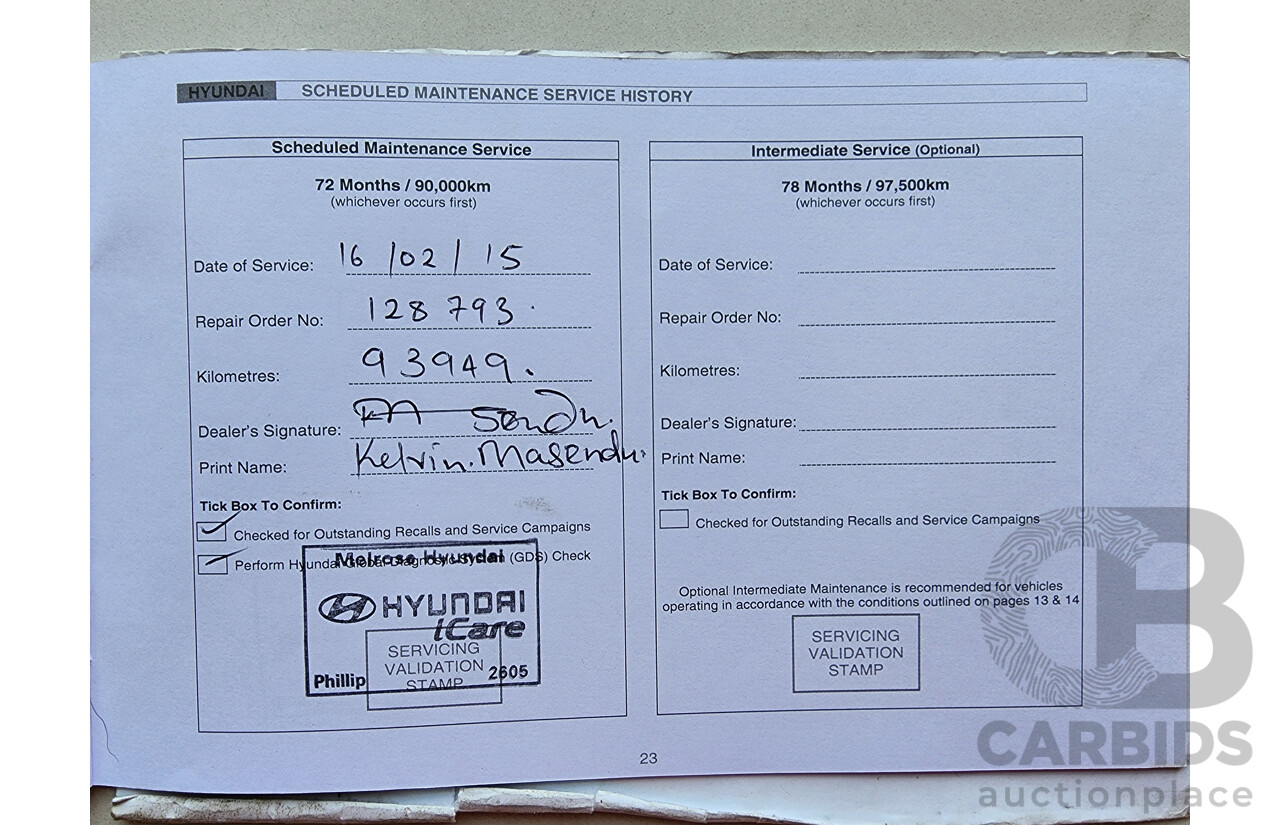 HYUNDAI SCHEDULED MAINTENANCE SERVICE HISTORY
Scheduled Maintenance Service
72 Months / 90,000km
(whichever occurs first)
Date of Service: 16/02/15
Repair Order No: 128793.
Kilometres: 93949.
Dealer's Signature:
Print Name: Kelvin. Masendu.
Tick Box To Confirm:
Checked for Outstanding Recalls and Service Campaigns
Perform Hyundai Global Diagnostic System (GDS) Check
Melrose Hyundai
HYUNDAI
iCare
SERVICING
VALIDATION
STAMP
Phillip 2605
Intermediate Service (Optional)
78 Months / 97,500km
(whichever occurs first)
Date of Service:
Repair Order No:
Kilometres:
Dealer's Signature:
Print Name:
Tick Box To Confirm:
Checked for Outstanding Recalls and Service Campaigns
Optional Intermediate Maintenance is recommended for vehicles
operating in accordance with the conditions outlined on pages 13 & 14
SERVICING
VALIDATION
STAMP
23
CB
CARBIDS
auctionplace